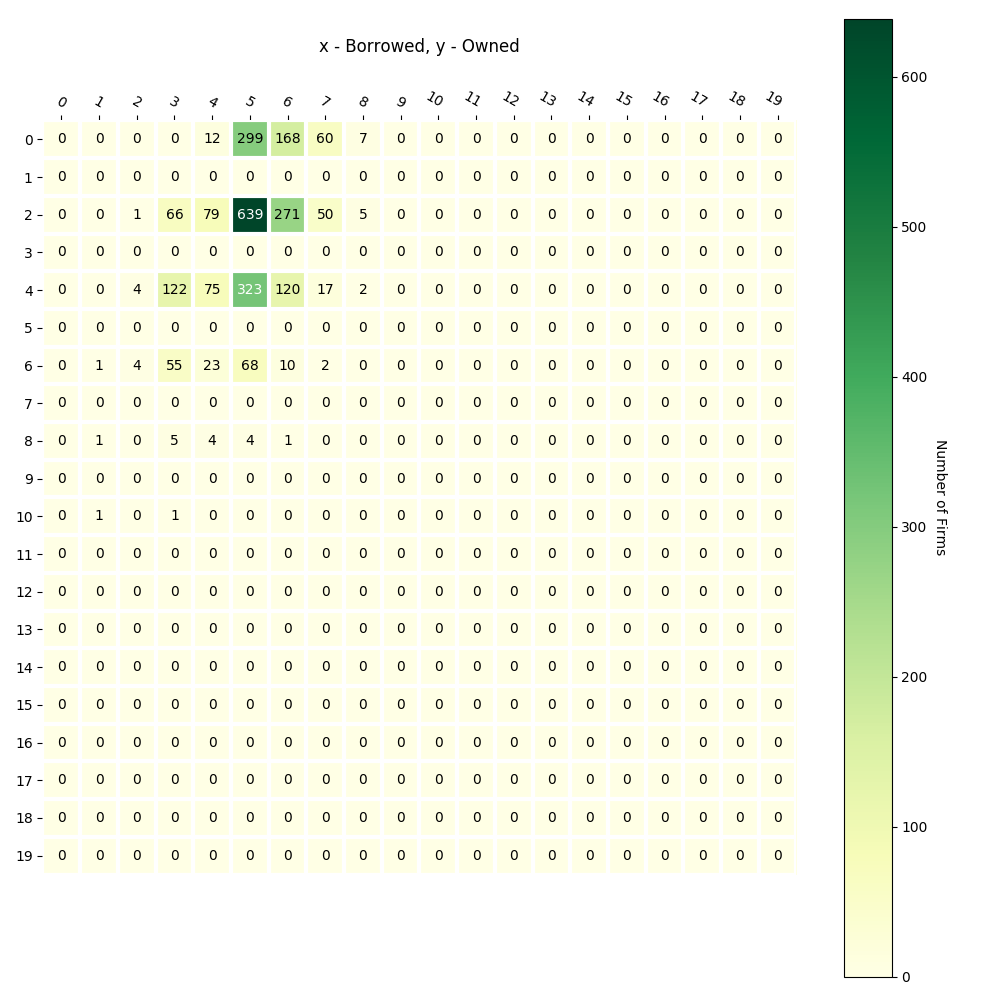 x - Borrowed, y - Owned
0 1 2 3 4 5 6 7 8 9 10 11 12 13 14 15 16 17 18 19
0 0 0 0 0 12 299 168 60 7 0 0 0 0 0 0 0 0 0 0 0
1 0 0 0 0 0 0 0 0 0 0 0 0 0 0 0 0 0 0 0 0
2 0 0 1 66 79 639 271 50 5 0 0 0 0 0 0 0 0 0 0 0
3 0 0 0 0 0 0 0 0 0 0 0 0 0 0 0 0 0 0 0 0
4 0 0 4 122 75 323 120 17 2 0 0 0 0 0 0 0 0 0 0 0
5 0 0 0 0 0 0 0 0 0 0 0 0 0 0 0 0 0 0 0 0
6 0 1 4 55 23 68 10 2 0 0 0 0 0 0 0 0 0 0 0 0
7 0 0 0 0 0 0 0 0 0 0 0 0 0 0 0 0 0 0 0 0
8 0 1 0 5 4 4 1 0 0 0 0 0 0 0 0 0 0 0 0 0
9 0 0 0 0 0 0 0 0 0 0 0 0 0 0 0 0 0 0 0 0
10 0 1 0 1 0 0 0 0 0 0 0 0 0 0 0 0 0 0 0 0
11 0 0 0 0 0 0 0 0 0 0 0 0 0 0 0 0 0 0 0 0
12 0 0 0 0 0 0 0 0 0 0 0 0 0 0 0 0 0 0 0 0
13 0 0 0 0 0 0 0 0 0 0 0 0 0 0 0 0 0 0 0 0
14 0 0 0 0 0 0 0 0 0 0 0 0 0 0 0 0 0 0 0 0
15 0 0 0 0 0 0 0 0 0 0 0 0 0 0 0 0 0 0 0 0
16 0 0 0 0 0 0 0 0 0 0 0 0 0 0 0 0 0 0 0 0
17 0 0 0 0 0 0 0 0 0 0 0 0 0 0 0 0 0 0 0 0
18 0 0 0 0 0 0 0 0 0 0 0 0 0 0 0 0 0 0 0 0
19 0 0 0 0 0 0 0 0 0 0 0 0 0 0 0 0 0 0 0 0
600
500
400
300
200
100
0
Number of Firms